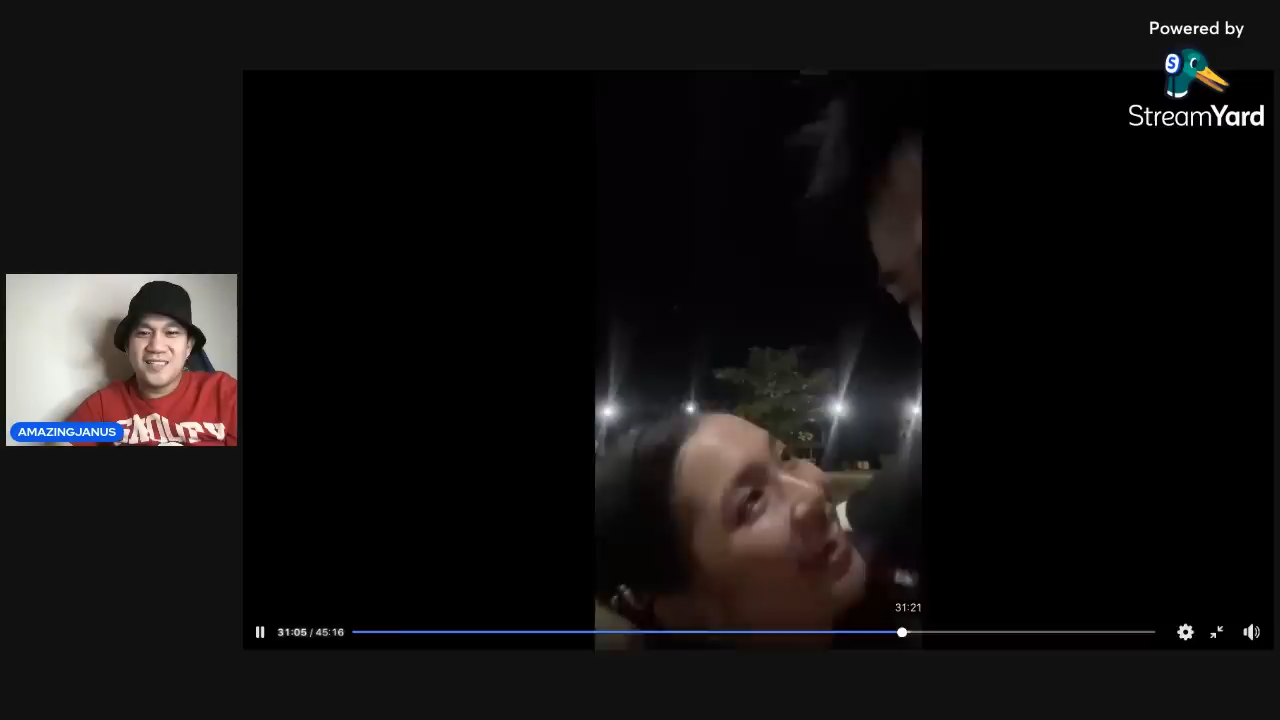 Powered by
S
StreamYard
AMAZINGJANUS
31:21
31:05 / 45:16